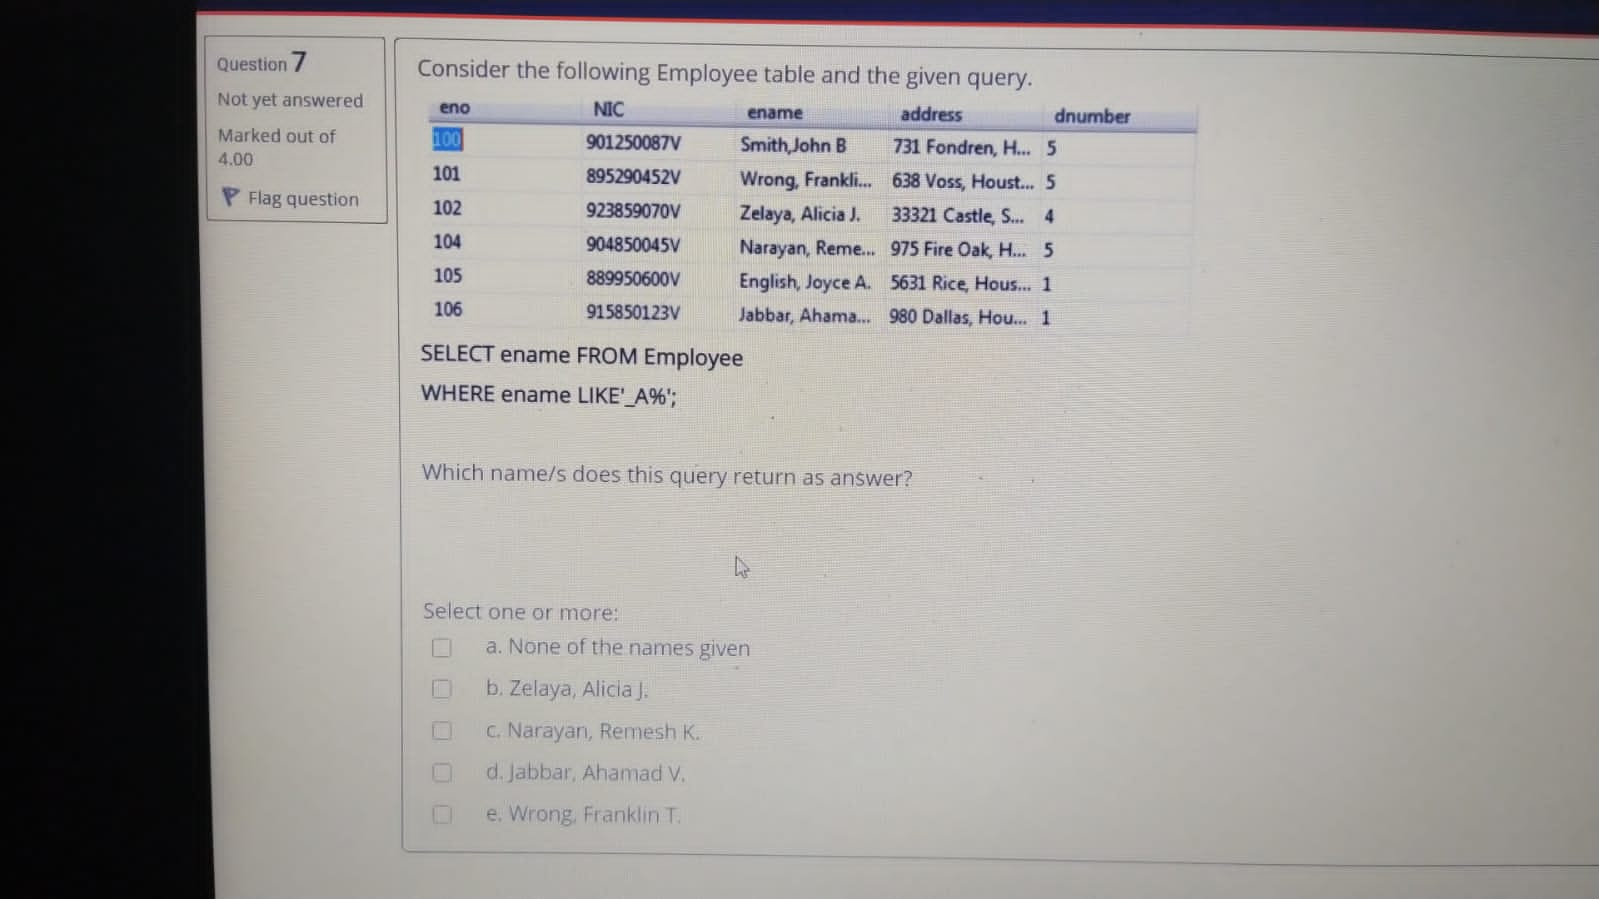 Question 7
Not yet answered
Marked out of
4.00
Flag question
Consider the following Employee table and the given query.
eno NIC ename address dnumber
100 901250087V Smith,John B 731 Fondren, H... 5
101 895290452V Wrong, Frankli... 638 Voss, Houst... 5
102 923859070V Zelaya, Alicia J. 33321 Castle, S... 4
104 904850045V Narayan, Reme... 975 Fire Oak, H... 5
105 889950600V English, Joyce A. 5631 Rice, Hous... 1
106 915850123V Jabbar, Ahama... 980 Dallas, Hou... 1
SELECT ename FROM Employee
WHERE ename LIKE'_A%';
Which name/s does this query return as answer?
Select one or more:
a. None of the names given
b. Zelaya, Alicia J.
c. Narayan, Remesh K.
d. Jabbar, Ahamad V.
e. Wrong, Franklin T.